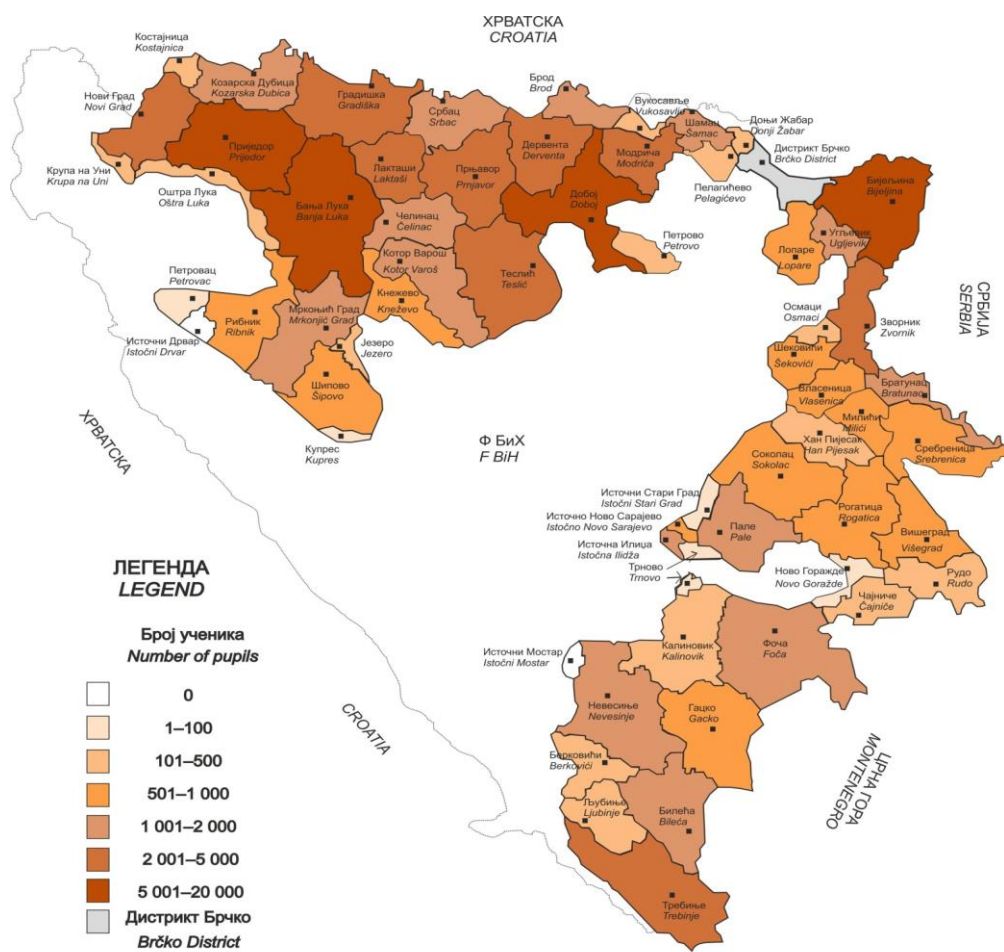 ХРВАТСКА
CROATIA
Костајница
Kostajnica
Козарска Дубица
Kozarska Dubica
Градишка
Gradiška
Србац
Srbac
Брод
Brod
Вукосавље
Vukosavlje
Шамац
Šamac
Доњи Жабар
Donji Žabar
Дистрикт Брчко
Brčko District
Нови Град
Novi Grad
Приједор
Prijedor
Лакташи
Laktaši
Прњавор
Prnjavor
Дервента
Derventa
Модрича
Modriča
Пелагићево
Pelagićevo
Бијељина
Bijeljina
Крупа на Уни
Krupa na Uni
Оштра Лука
Oštra Luka
Бања Лука
Banja Luka
Челинац
Čelinac
Добој
Doboj
Петрово
Petrovo
Лопаре
Lopare
Угљевик
Ugljevik
Котор Варош
Kotor Varoš
Теслић
Teslić
Кнежево
Kneževo
Петровац
Petrovac
Рибник
Ribnik
Мркоњић Град
Mrkonjić Grad
Источни Дрвар
Istočni Drvar
Језеро
Jezero
Шипово
Šipovo
Купрес
Kupres
СРБИЈА
SERBIA
Осмаци
Osmaci
Зворник
Zvornik
Шековићи
Šekovići
Власеница
Vlasenica
Братунац
Bratunac
Милићи
Milići
Хан Пијесак
Han Pijesak
Сребреница
Srebrenica
Соколац
Sokolac
ХРВАТСКА
Ф БиХ
F BiH
Источни Стари Град
Istočni Stari Grad
Источно Ново Сарајево
Istočno Novo Sarajevo
Источна Илиџа
Istočna Ilidža
Пале
Pale
Рогатица
Rogatica
Вишеград
Višegrad
Трново
Trnovo
Ново Горажде
Novo Goražde
Рудо
Rudo
Чајниче
Čajniče
Источни Мостар
Istočni Mostar
Калиновик
Kalinovik
Фоча
Foča
Невесиње
Nevesinje
Гацко
Gacko
Берковићи
Berkovići
Љубиње
Ljubinje
Билећа
Bileća
Требиње
Trebinje
CROATIA
ЦРНА ГОРА
MONTENEGRO
ЛЕГЕНДА
LEGEND
Број ученика
Number of pupils
0
1–100
101–500
501–1 000
1 001–2 000
2 001–5 000
5 001–20 000
Дистрикт Брчко
Brčko District